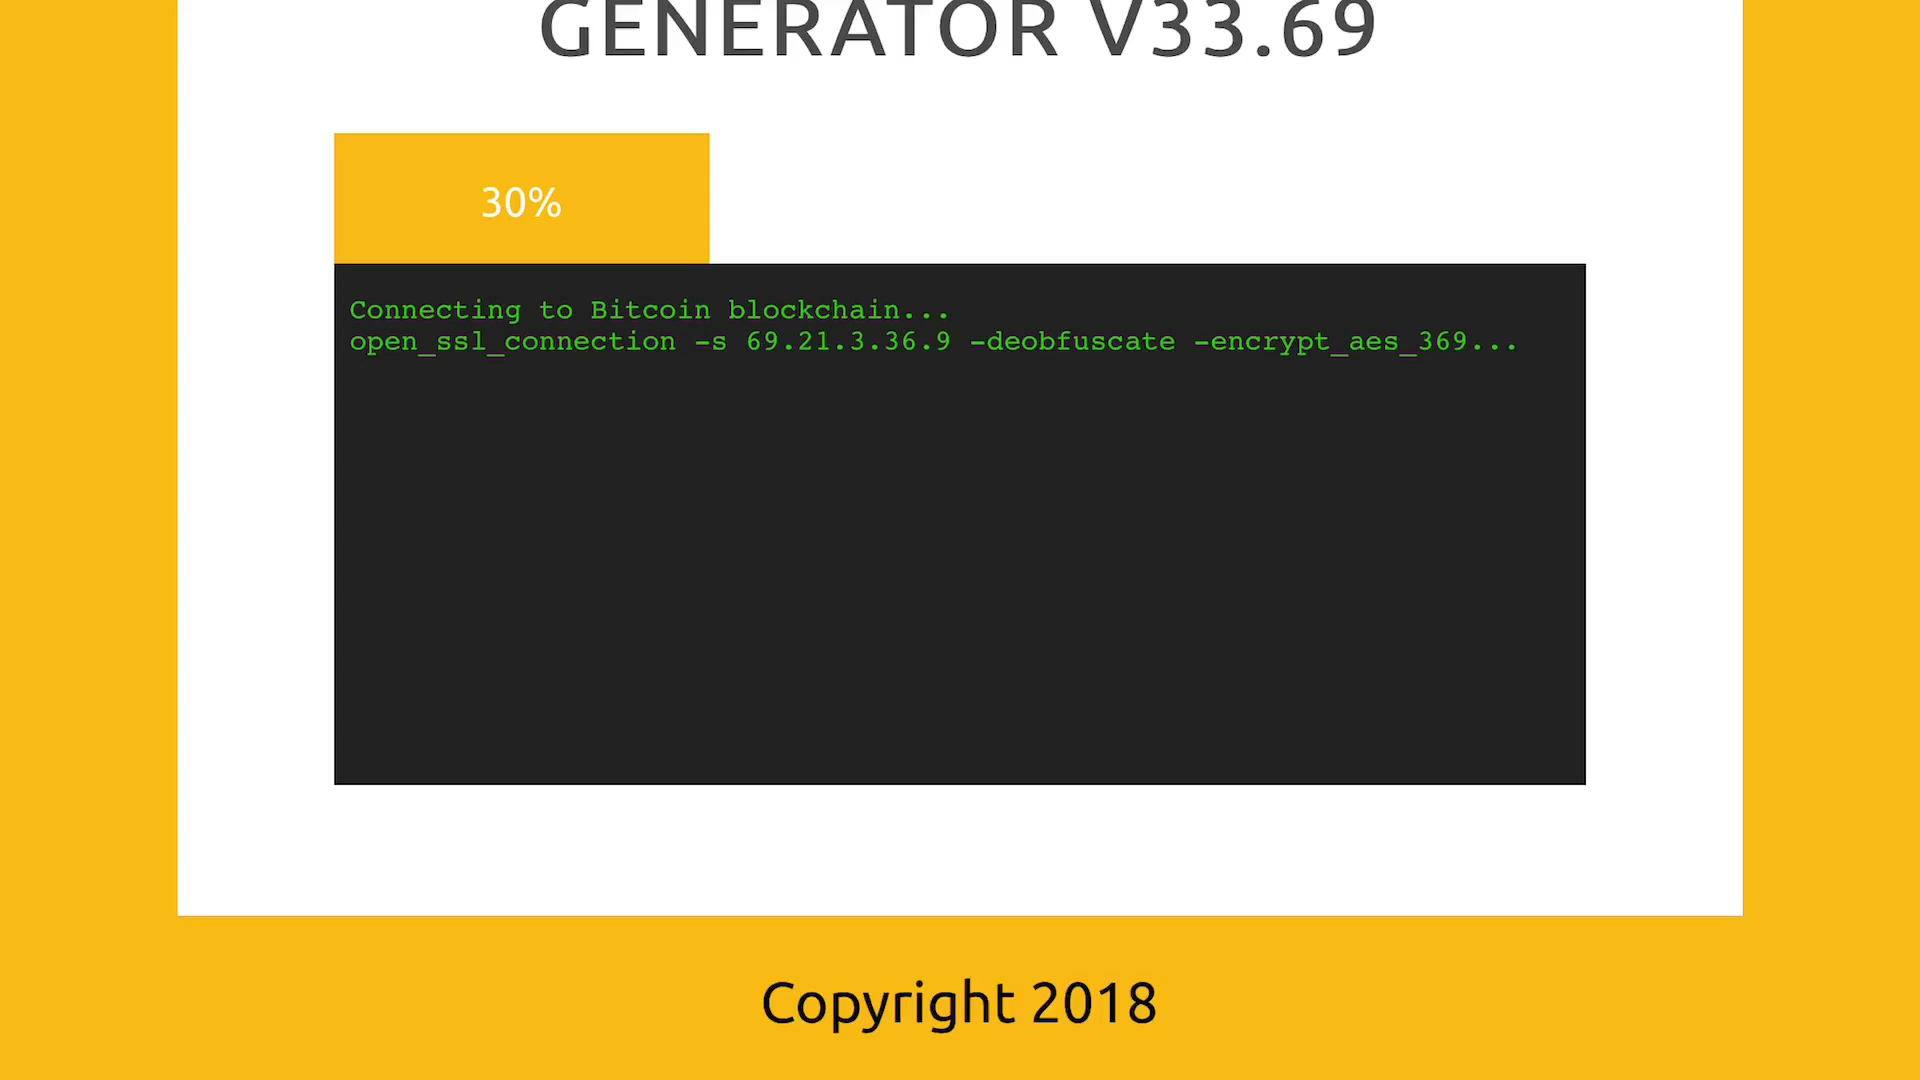 GENERATOR V33.69
30%
Connecting to Bitcoin blockchain...
open_ssl_connection -s 69.21.3.36.9 -deobfuscate -encrypt_aes_369...
Copyright 2018